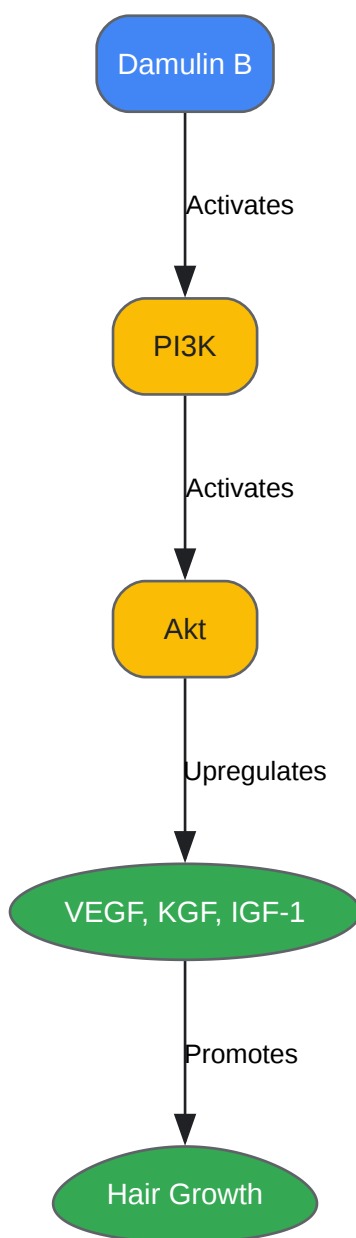 Damulin B
Activates
PI3K
Activates
Akt
Upregulates
VEGF, KGF, IGF-1
Promotes
Hair Growth